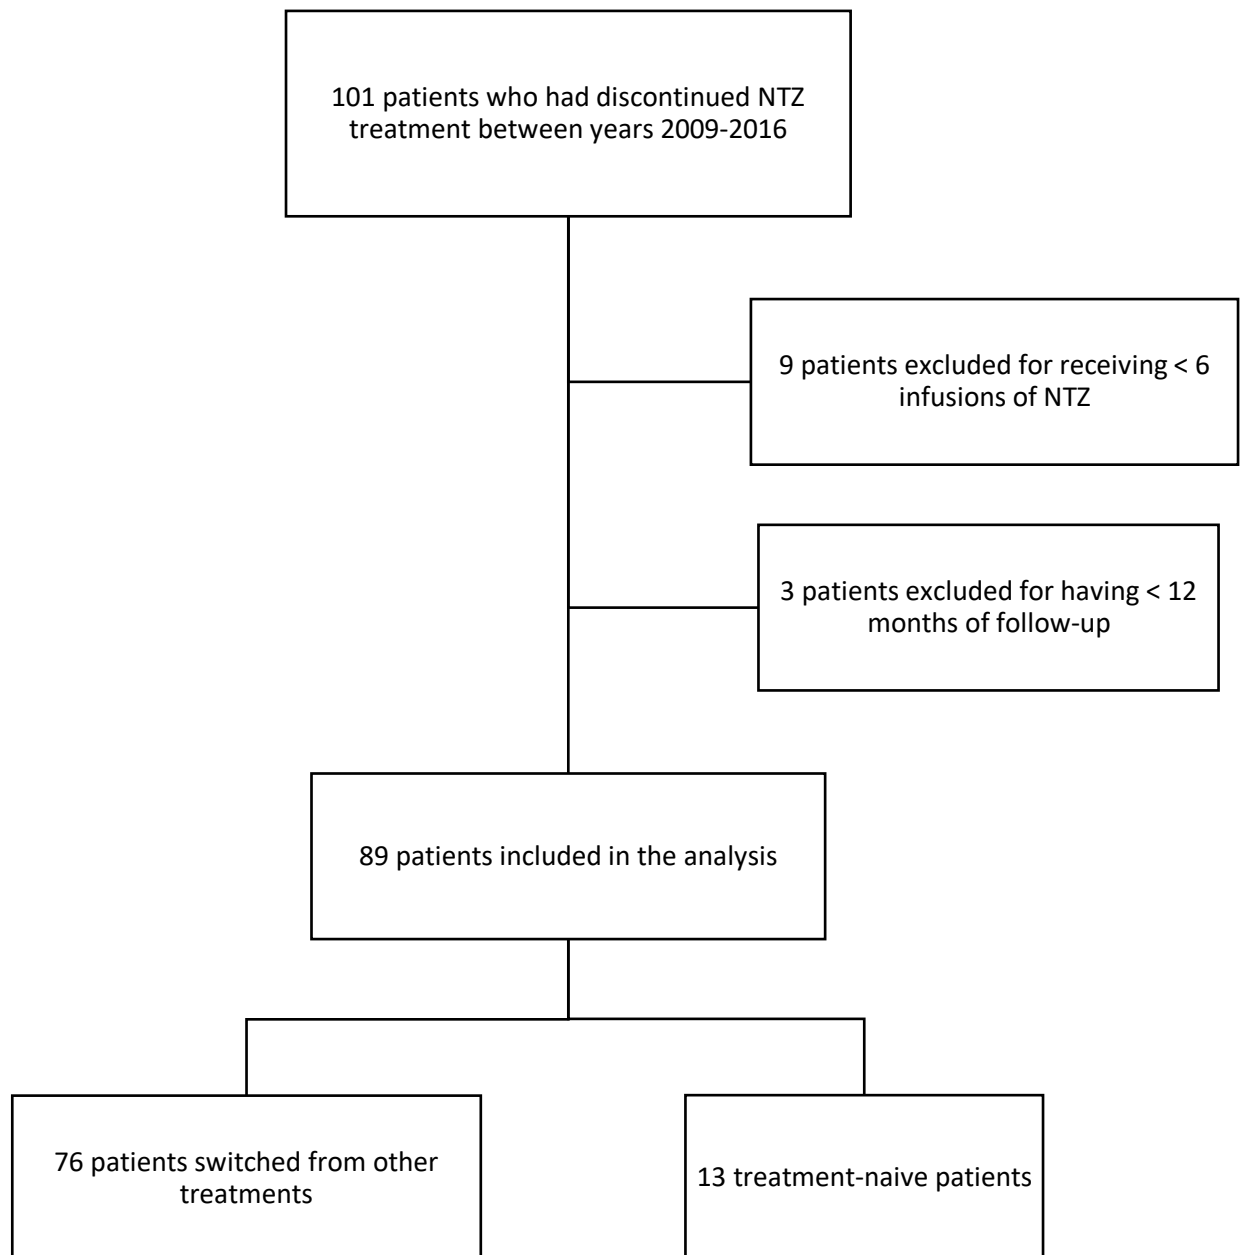 101 patients who had discontinued NTZ
treatment between years 2009-2016
9 patients excluded for receiving < 6
infusions of NTZ
3 patients excluded for having < 12
months of follow-up
89 patients included in the analysis
76 patients switched from other
treatments
13 treatment-naive patients